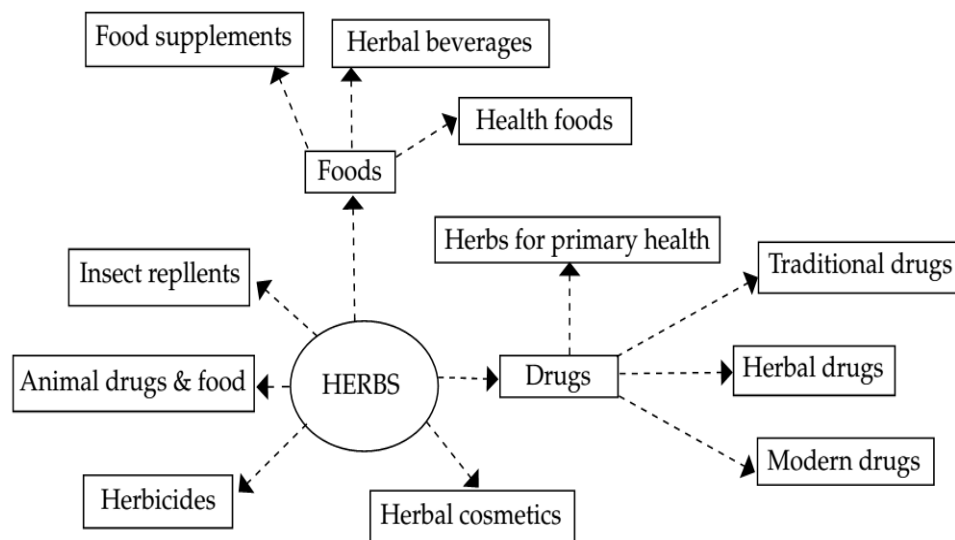 Food supplements
Herbal beverages
Health foods
Foods
Herbs for primary health
Traditional drugs
Insect repllents
Animal drugs & food
HERBS
Drugs
Herbal drugs
Modern drugs
Herbicides
Herbal cosmetics